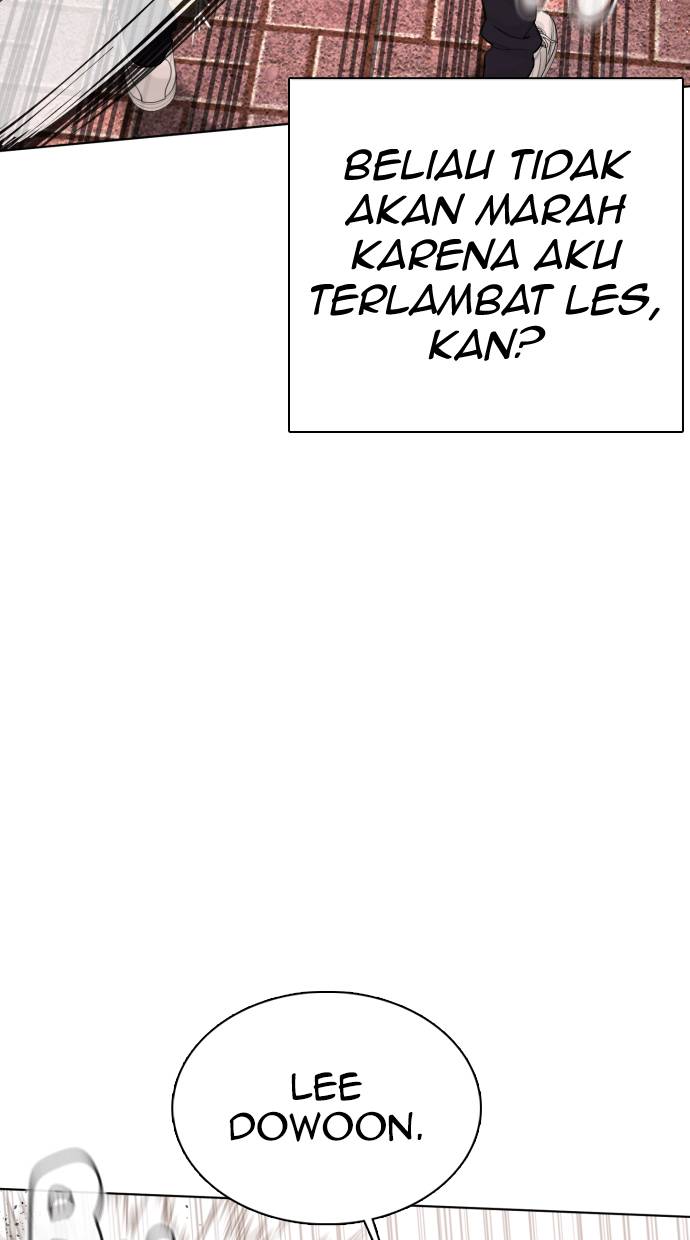 BELIAU TIDAK
AKAN MARAH
KARENA AKU
TERLAMBAT LES,
KAN?
LEE
DOWOON.